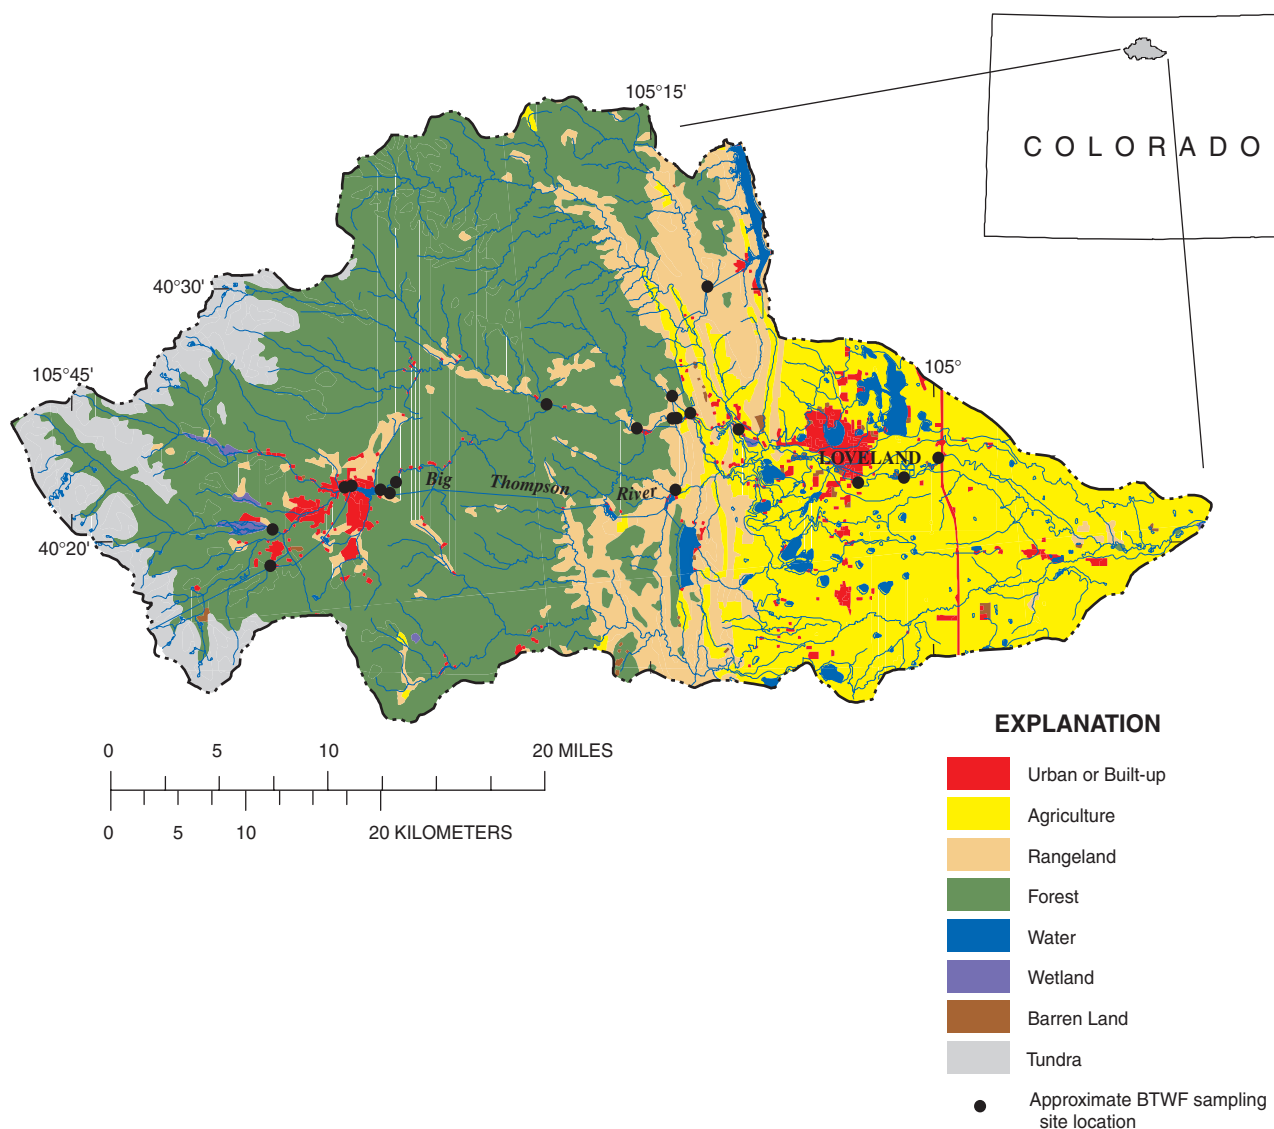 105°15'
COLORADO
40°30'
105°45'
105°
LOVELAND
Big Thompson River
40°20'
EXPLANATION
0 5 10 20 MILES
0 5 10 20 KILOMETERS
Urban or Built-up
Agriculture
Rangeland
Forest
Water
Wetland
Barren Land
Tundra
Approximate BTWF sampling
site location